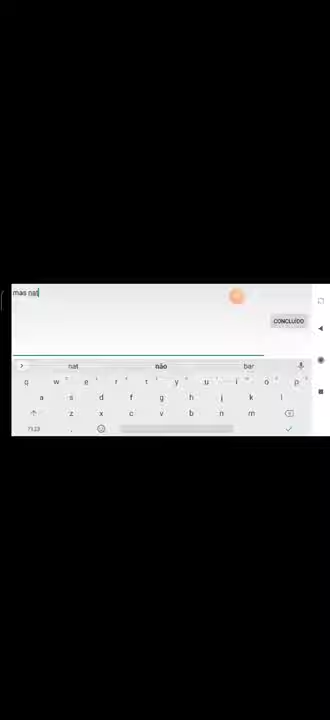 mas nat
CONCLUÍDO
nat não bar
q w e r t y u i o p
a s d f g h j k l
z x c v b n m
?123 ,